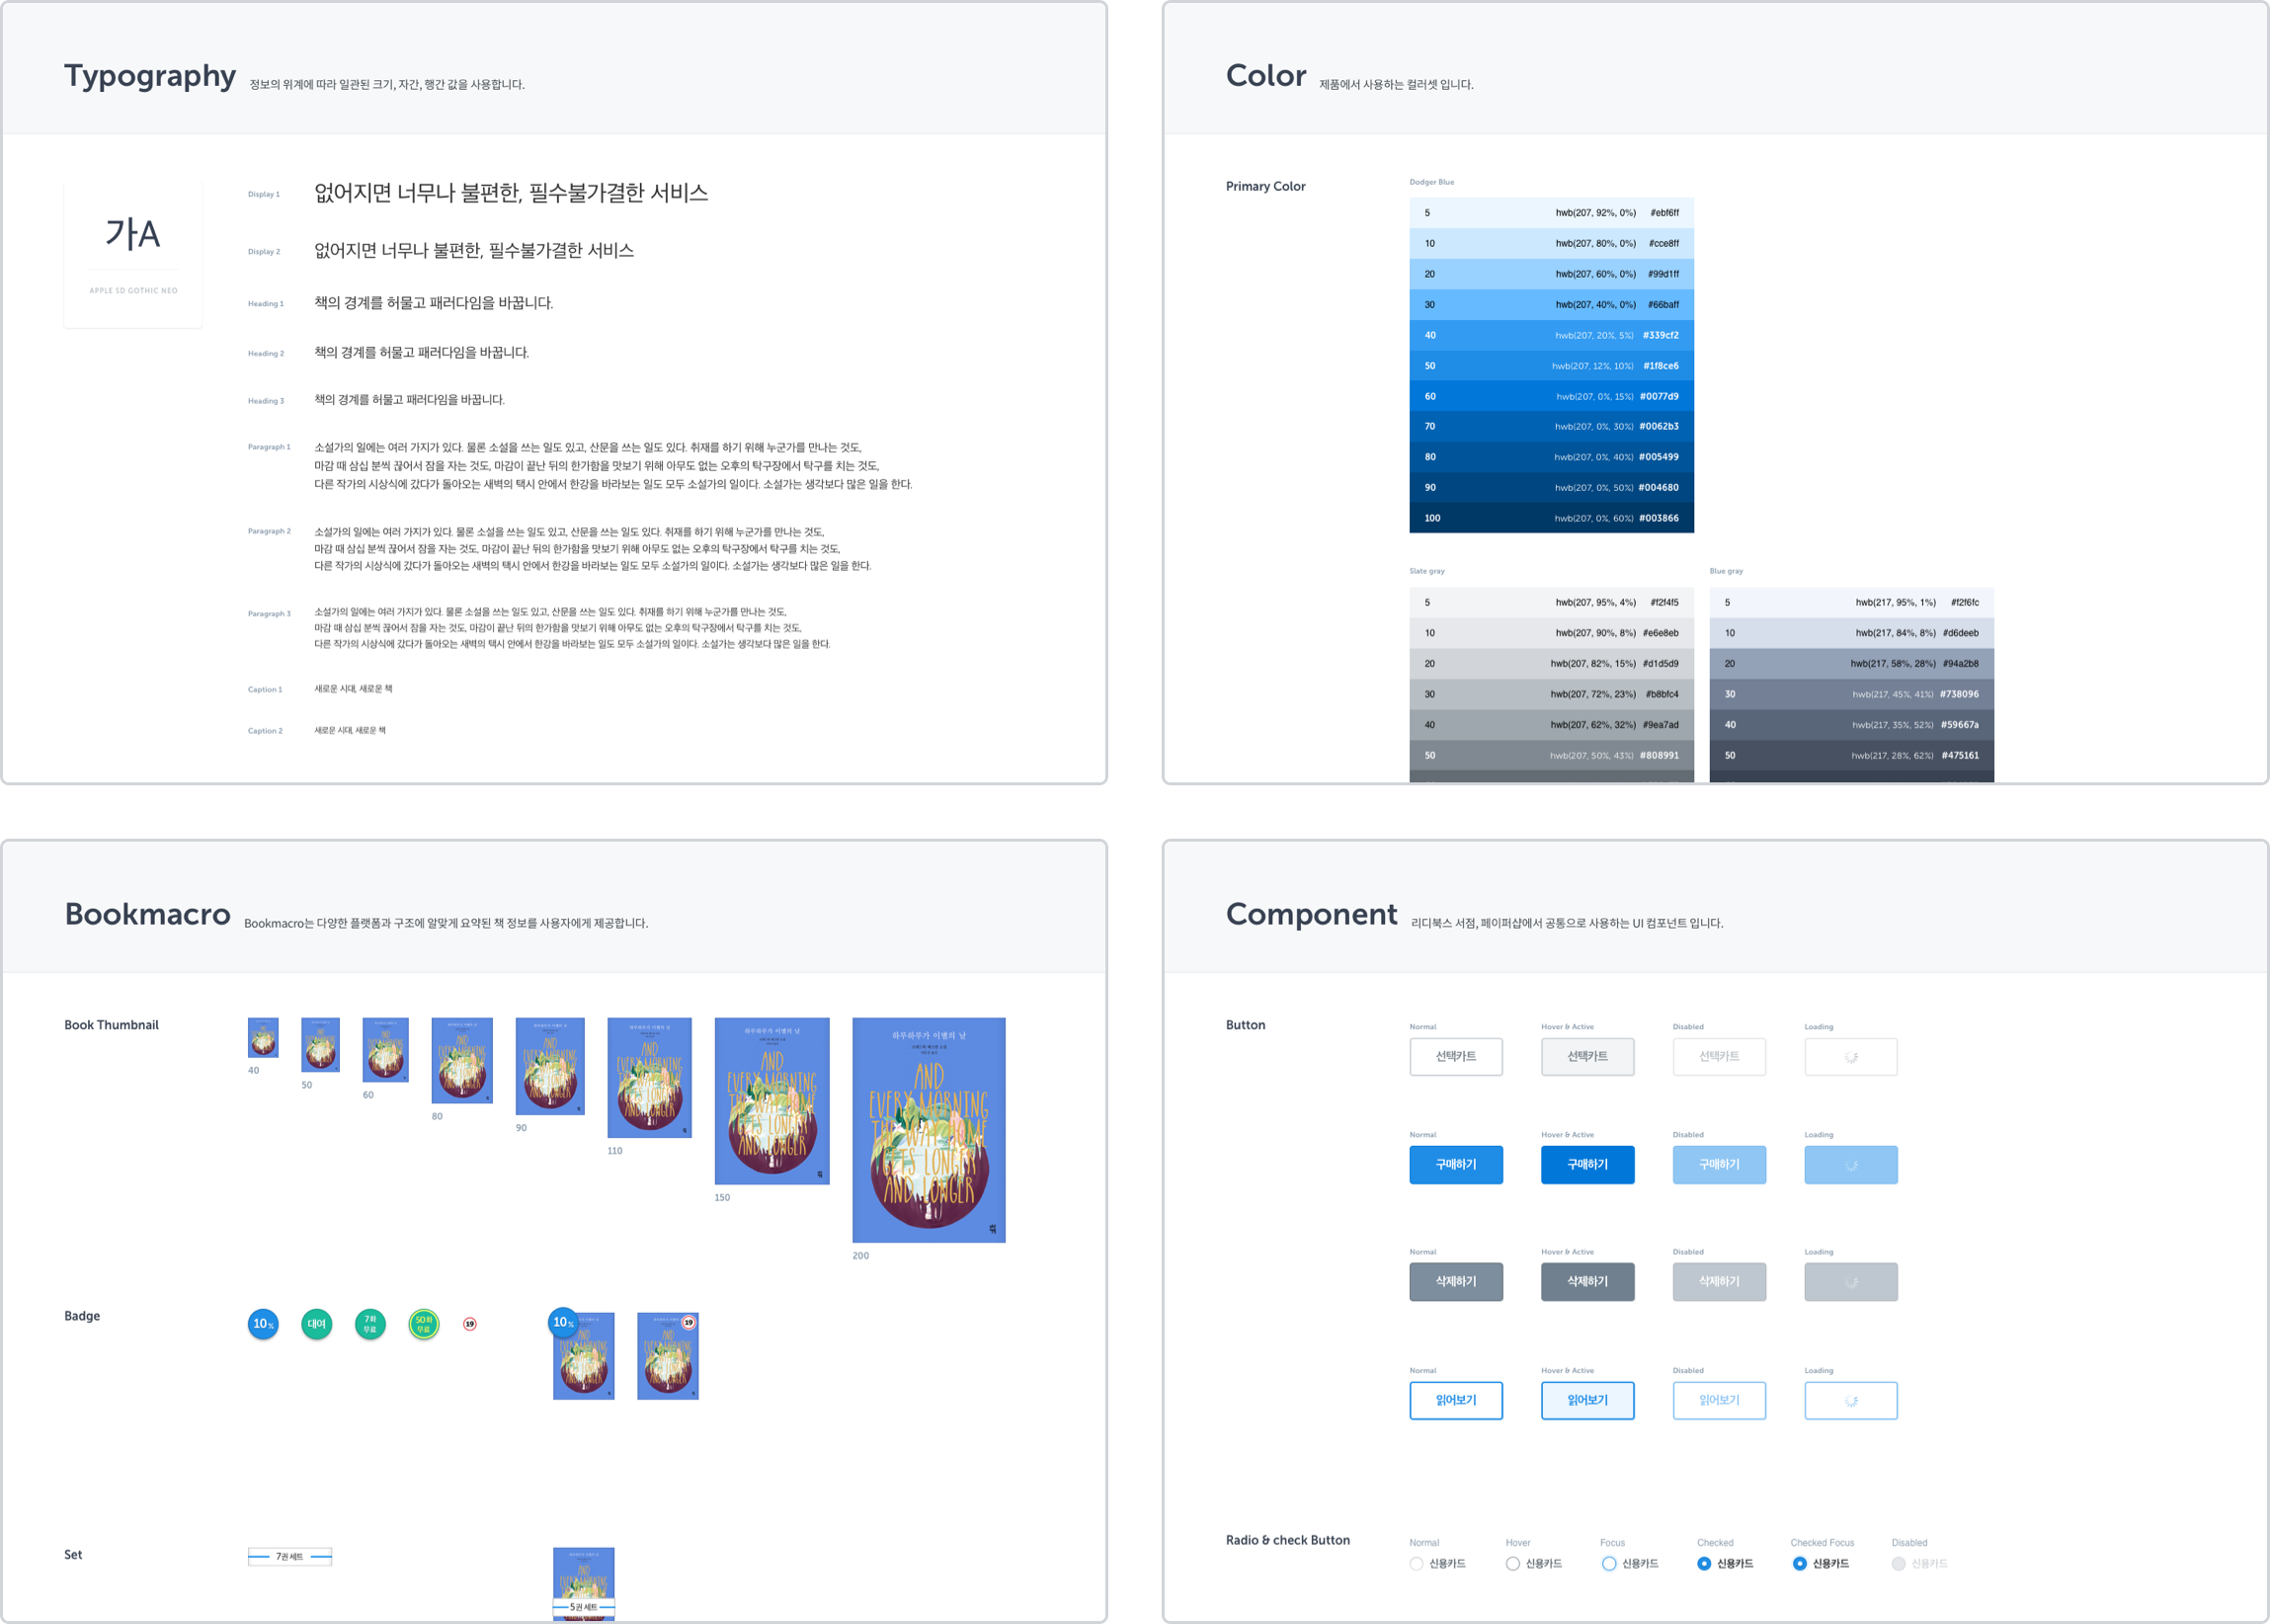 Typography 정보의 위계에 따라 일관된 크기, 자간, 행간 값을 사용합니다.
가A
APPLE SD GOTHIC NEO
Display 1 없어지면 너무나 불편한, 필수불가결한 서비스
Display 2 없어지면 너무나 불편한, 필수불가결한 서비스
Heading 1 책의 경계를 허물고 패러다임을 바꿉니다.
Heading 2 책의 경계를 허물고 패러다임을 바꿉니다.
Heading 3 책의 경계를 허물고 패러다임을 바꿉니다.
Paragraph 1 소설가의 일에는 여러 가지가 있다. 물론 소설을 쓰는 일도 있고, 산문을 쓰는 일도 있다. 취재를 하기 위해 누군가를 만나는 것도,
마감 때 삼십 분씩 끊어서 잠을 자는 것도, 마감이 끝난 뒤의 한가함을 맛보기 위해 아무도 없는 오후의 탁구장에서 탁구를 치는 것도,
다른 작가의 시상식에 갔다가 돌아오는 새벽의 택시 안에서 한강을 바라보는 일도 모두 소설가의 일이다. 소설가는 생각보다 많은 일을 한다.
Paragraph 2 소설가의 일에는 여러 가지가 있다. 물론 소설을 쓰는 일도 있고, 산문을 쓰는 일도 있다. 취재를 하기 위해 누군가를 만나는 것도,
마감 때 삼십 분씩 끊어서 잠을 자는 것도, 마감이 끝난 뒤의 한가함을 맛보기 위해 아무도 없는 오후의 탁구장에서 탁구를 치는 것도,
다른 작가의 시상식에 갔다가 돌아오는 새벽의 택시 안에서 한강을 바라보는 일도 모두 소설가의 일이다. 소설가는 생각보다 많은 일을 한다.
Paragraph 3 소설가의 일에는 여러 가지가 있다. 물론 소설을 쓰는 일도 있고, 산문을 쓰는 일도 있다. 취재를 하기 위해 누군가를 만나는 것도,
마감 때 삼십 분씩 끊어서 잠을 자는 것도, 마감이 끝난 뒤의 한가함을 맛보기 위해 아무도 없는 오후의 탁구장에서 탁구를 치는 것도,
다른 작가의 시상식에 갔다가 돌아오는 새벽의 택시 안에서 한강을 바라보는 일도 모두 소설가의 일이다. 소설가는 생각보다 많은 일을 한다.
Caption 1 새로운 시대, 새로운 책
Caption 2 새로운 시대, 새로운 책
Color 제품에서 사용하는 컬러셋 입니다.
Primary Color
Dodger Blue
5 hwb(207, 92%, 0%) #ebf6ff
10 hwb(207, 80%, 0%) #cce8ff
20 hwb(207, 60%, 0%) #99d1ff
30 hwb(207, 40%, 0%) #66baff
40 hwb(207, 20%, 5%) #339cf2
50 hwb(207, 12%, 10%) #1f8ce6
60 hwb(207, 0%, 15%) #0077d9
70 hwb(207, 0%, 30%) #0062b3
80 hwb(207, 0%, 40%) #005499
90 hwb(207, 0%, 50%) #004680
100 hwb(207, 0%, 60%) #003866
Slate gray
5 hwb(207, 95%, 4%) #f2f4f5
10 hwb(207, 90%, 8%) #e6e8eb
20 hwb(207, 82%, 15%) #d1d5d9
30 hwb(207, 72%, 23%) #b8bfc4
40 hwb(207, 62%, 32%) #9ea7ad
50 hwb(207, 50%, 43%) #808991
Blue gray
5 hwb(217, 95%, 1%) #f2f6fc
10 hwb(217, 84%, 8%) #d6deeb
20 hwb(217, 58%, 28%) #94a2b8
30 hwb(217, 45%, 41%) #738096
40 hwb(217, 35%, 52%) #59667a
50 hwb(217, 28%, 62%) #475161
Bookmacro Bookmacro는 다양한 플랫폼과 구조에 알맞게 요약된 책 정보를 사용자에게 제공합니다.
Book Thumbnail
40
50
60
80
90
110
150
200
하루하루가 이별의 날
AND
EVERY MORNING
THE WAY HOME
GETS LONGER
AND LONGER
Badge
10%
대여
7화 무료
50화 무료
19
10%
19
Set
7권 세트
5권 세트
Component 리디북스 서점, 페이퍼샵에서 공통으로 사용하는 UI 컴포넌트 입니다.
Button
Normal Hover & Active Disabled Loading
선택카트 선택카트 선택카트
Normal Hover & Active Disabled Loading
구매하기 구매하기 구매하기
Normal Hover & Active Disabled Loading
삭제하기 삭제하기 삭제하기
Normal Hover & Active Disabled Loading
읽어보기 읽어보기 읽어보기
Radio & check Button
Normal Hover Focus Checked Checked Focus Disabled
신용카드 신용카드 신용카드 신용카드 신용카드 신용카드